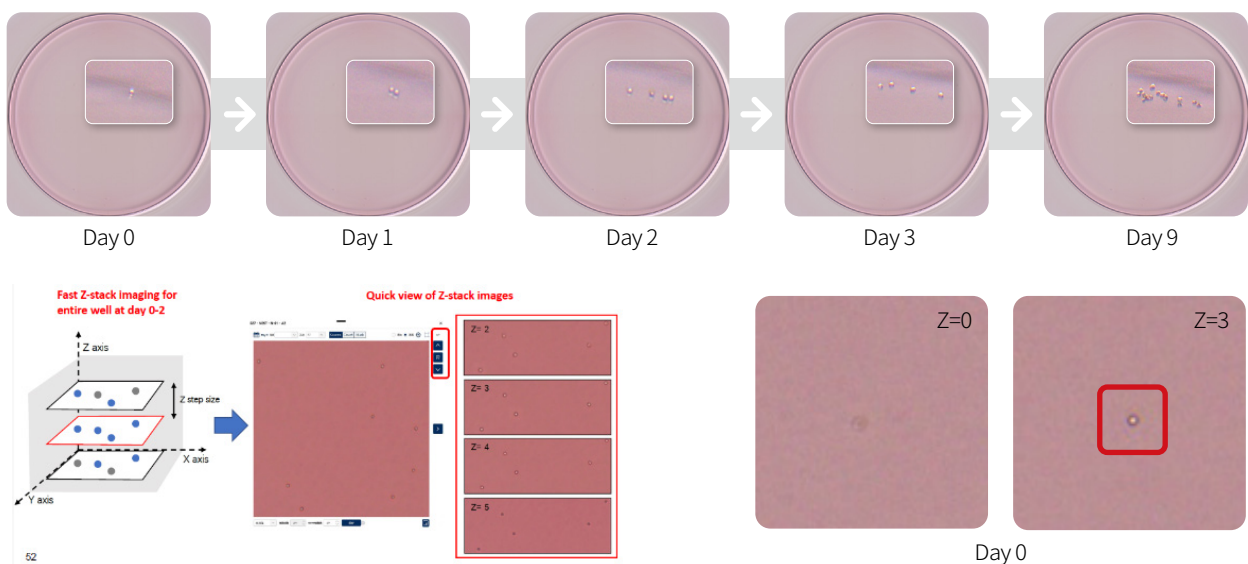 Day 0
Day 1
Day 2
Day 3
Day 9
Fast Z-stack imaging for
entire well at day 0-2
Z axis
Z step size
X axis
Y axis
Quick view of Z-stack images
Z= 2
Z= 3
Z= 4
Z= 5
Z=0
Z=3
Day 0
52